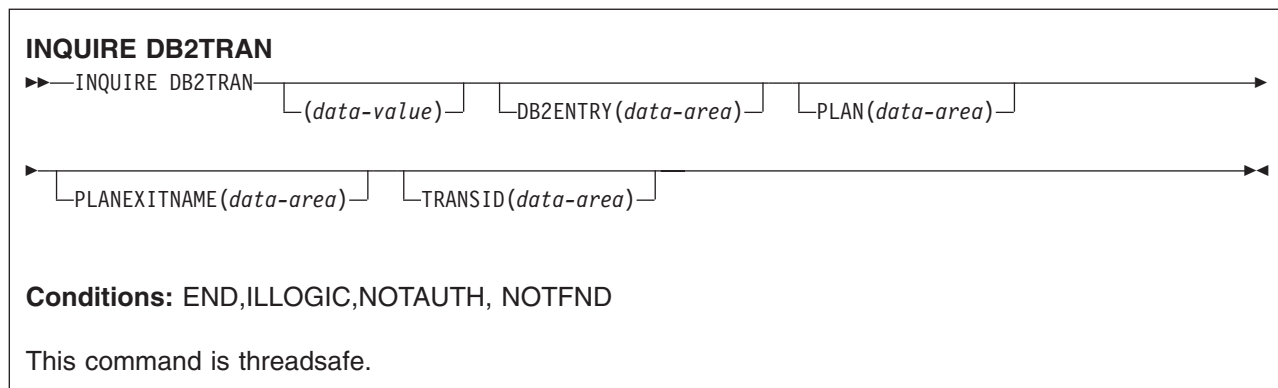 INQUIRE DB2TRAN
INQUIRE DB2TRAN
(data-value) DB2ENTRY(data-area) PLAN(data-area)
PLANEXITNAME(data-area) TRANSID(data-area)
Conditions: END,ILLOGIC,NOTAUTH, NOTFND
This command is threadsafe.